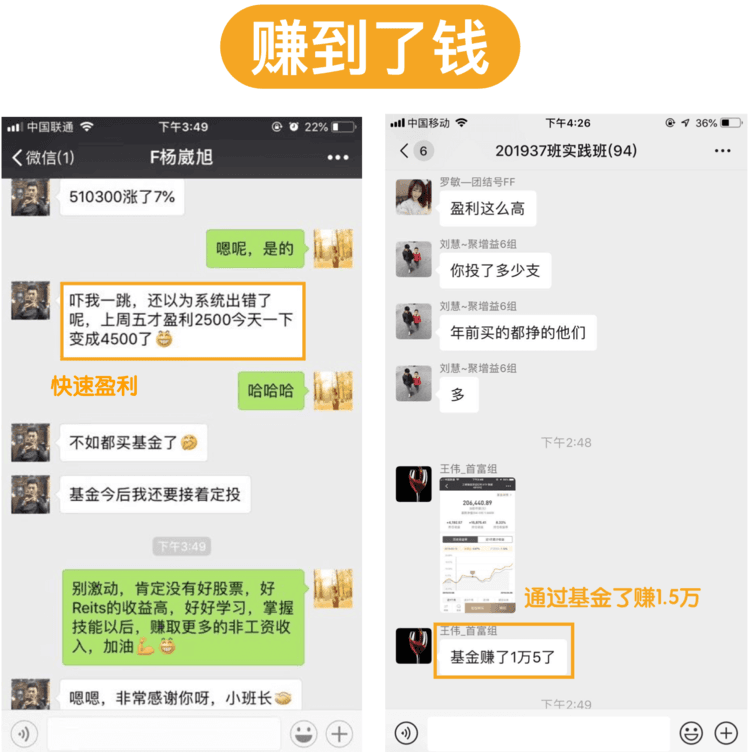 赚到了钱
中国联通 下午3:49 22%
微信(1) F杨崴旭
510300涨了7%
嗯呢，是的
吓我一跳，还以为系统出错了
呢，上周五才盈利2500今天一下
变成4500了
快速盈利
哈哈哈
不如都买基金了
基金今后我还要接着定投
下午3:49
别激动，肯定没有好股票，好
Reits的收益高，好好学习，掌握
技能以后，赚取更多的非工资收
入，加油
嗯嗯，非常感谢你呀，小班长
中国移动 下午4:26 36%
6 201937班实践班(94)
罗敏—团结号FF
盈利这么高
刘慧~聚增益6组
你投了多少支
刘慧~聚增益6组
年前买的都挣的他们
刘慧~聚增益6组
多
下午2:48
王伟_首富组
206,440.89
通过基金了赚1.5万
王伟_首富组
基金赚了1万5了
下午2:49